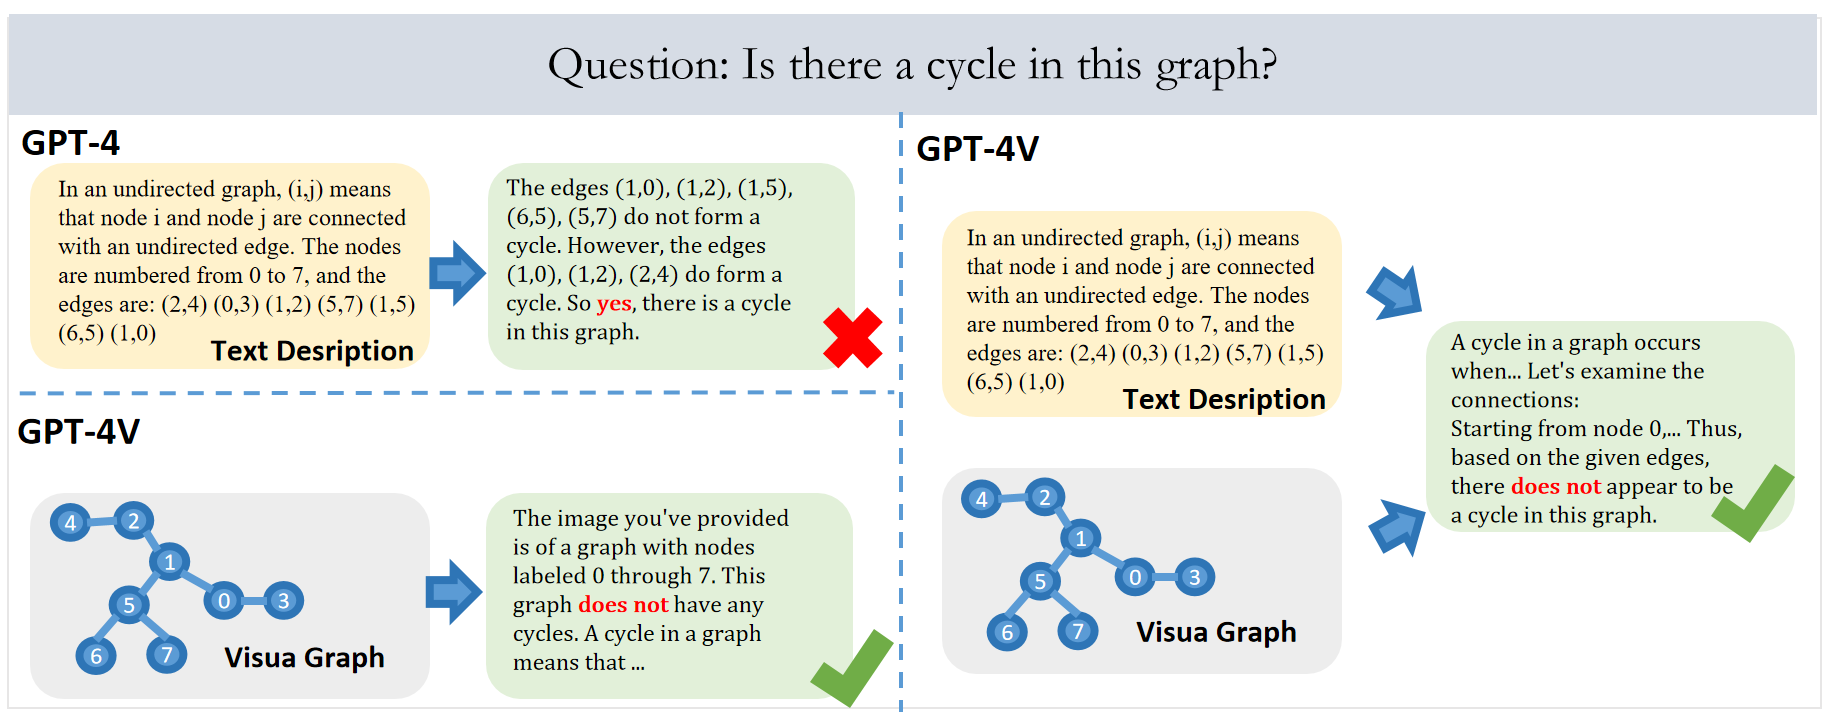 Question: Is there a cycle in this graph?
GPT-4
In an undirected graph, (i,j) means
that node i and node j are connected
with an undirected edge. The nodes
are numbered from 0 to 7, and the
edges are: (2,4) (0,3) (1,2) (5,7) (1,5)
(6,5) (1,0)
Text Desription
The edges (1,0), (1,2), (1,5),
(6,5), (5,7) do not form a
cycle. However, the edges
(1,0), (1,2), (2,4) do form a
cycle. So yes, there is a cycle
in this graph.
GPT-4V
4
2
1
5
0
3
6
7
Visua Graph
The image you've provided
is of a graph with nodes
labeled 0 through 7. This
graph does not have any
cycles. A cycle in a graph
means that ...
GPT-4V
In an undirected graph, (i,j) means
that node i and node j are connected
with an undirected edge. The nodes
are numbered from 0 to 7, and the
edges are: (2,4) (0,3) (1,2) (5,7) (1,5)
(6,5) (1,0)
Text Desription
4
2
1
5
0
3
6
7
Visua Graph
A cycle in a graph occurs
when... Let's examine the
connections:
Starting from node 0,... Thus,
based on the given edges,
there does not appear to be
a cycle in this graph.